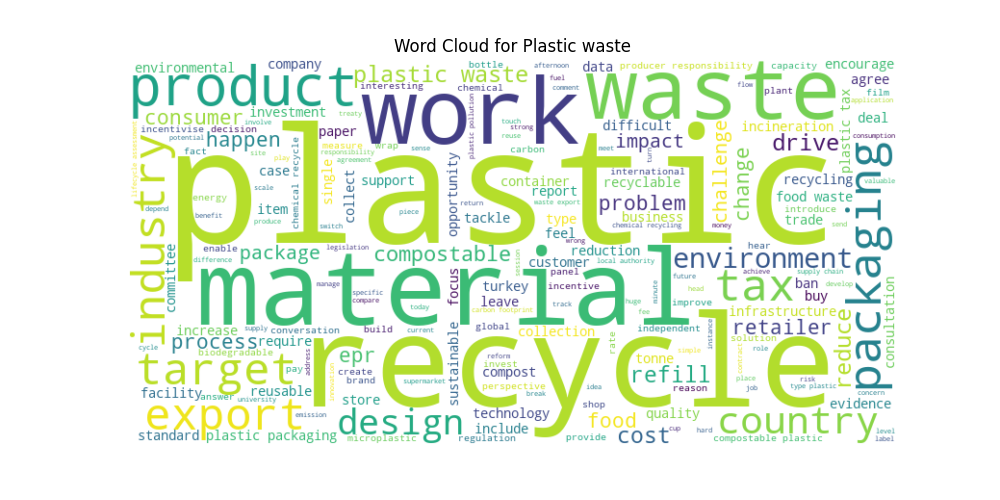 Word Cloud for Plastic waste
environmental
company
bottle
afternoon
data
producer responsibility
capacity
encourage
product
plastic waste
work
waste
interesting
chemical
fuel
comment
flow
plant
agree
film
application
consumer
investment
touch
strong
reuse
difficult
incineration
plastic tax
deal
incentivise
decision
potential
involve
treaty
happen
paper
measure
responsibility
agreement
plastic pollution
carbon
meet
turn
impact
challenge
change
drive
consumption
lifecycle assessment
industry
plastic
fact
site
play
wrap
sense
case
chemical recycle
single
collect
support
opportunity
container
report
international
recyclable
recycling
food waste
introduce
valuable
packaging
energy
scale
benefit
item
produce
piece
return
waste export
type
problem
business
chemical recycling
money
trade
send
depend
switch
tackle
feel
wrong
hear
enable
difference
legislation
committee
package
compostable
reduction
customer
local authority
environment
achieve
supply chain
ban
develop
manage
specific
compare
focus
session
panel
future
head
material
turkey
incentive
tax
buy
leave
track
huge
fee
minute
improve
consultation
today
carbon footprint
infrastructure
increase
supply
conversation
build
current
global
collection
rate
independent
retailer
process
require
recycle
solution
cycle
biodegradable
address
epr
sustainable
reform
invest
compost
tonne
simple
instance
contract
role
reduce
target
pay
create
brand
supermarket
perspective
break
idea
refill
reason
place
job
risk
type plastic
concern
facility
answer
university
reusable
store
shop
evidence
export
emission
design
technology
include
food
quality
cost
cup
hard
country
level
label
standard
plastic packaging
microplastic
regulation
provide
compostable plastic